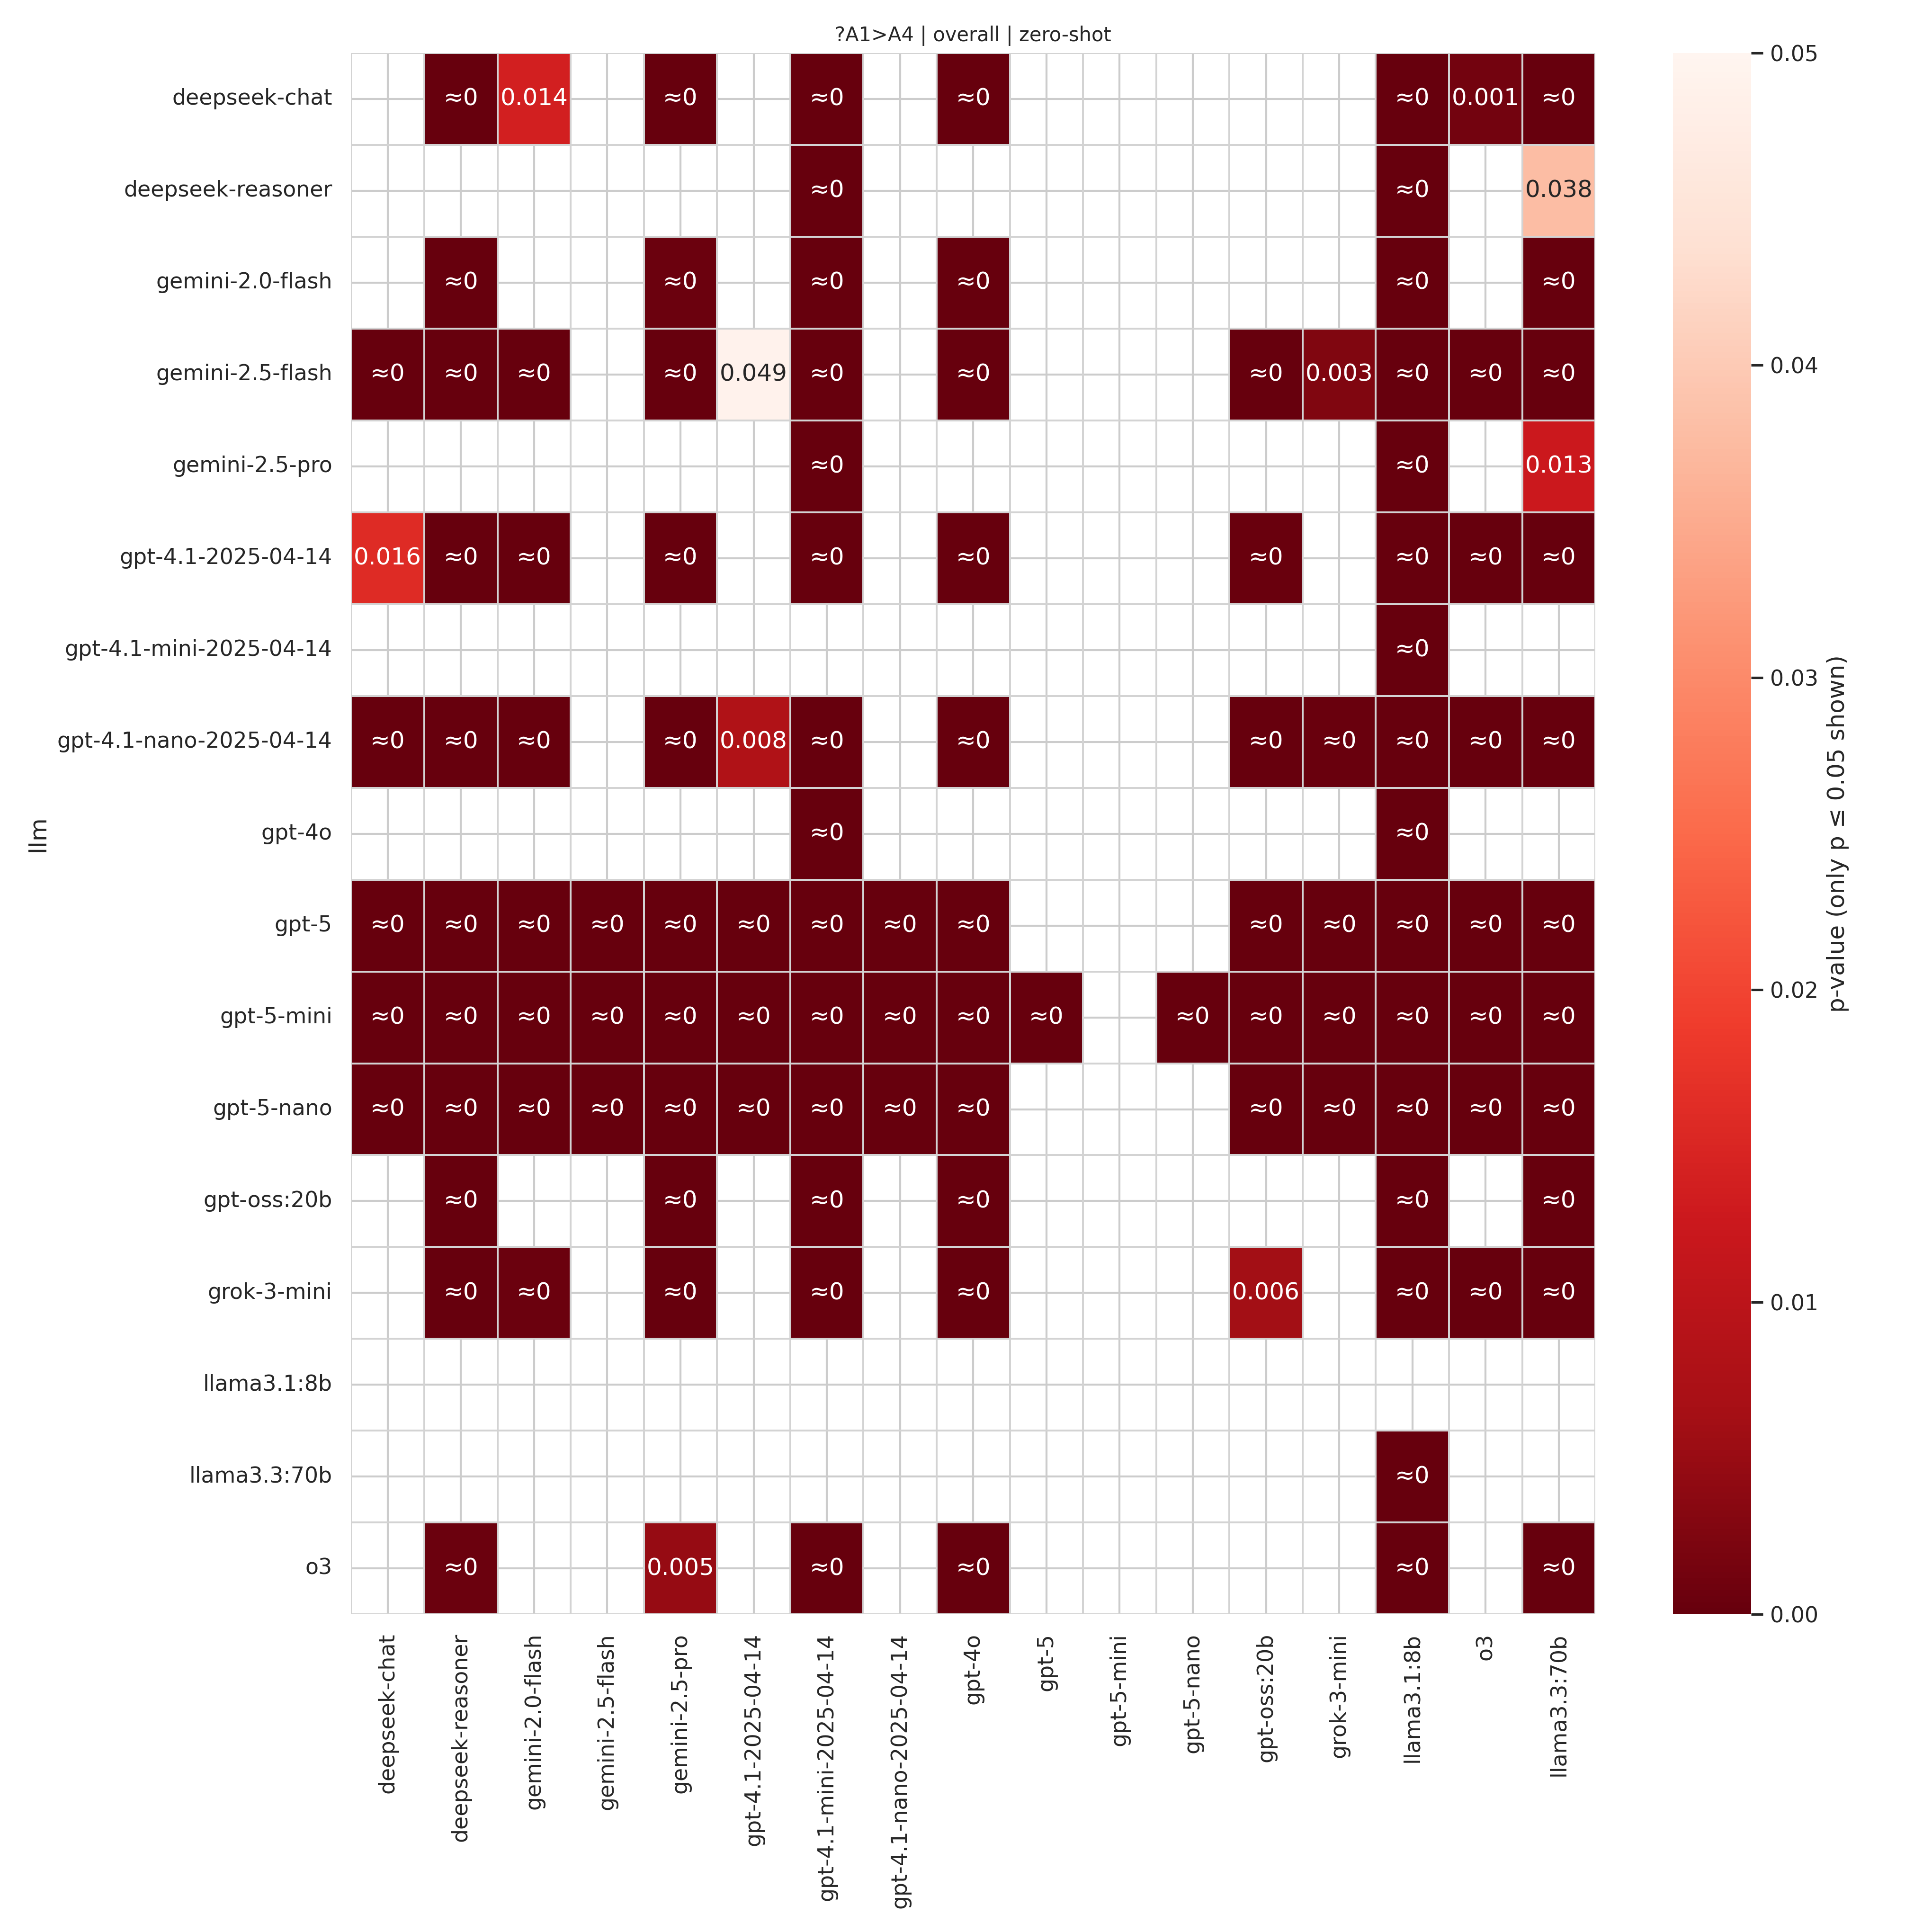 ?A1>A4 | overall | zero-shot
deepseek-chat ≈0 0.014 ≈0 ≈0 ≈0 ≈0 0.001 ≈0
deepseek-reasoner ≈0 ≈0 0.038
gemini-2.0-flash ≈0 ≈0 ≈0 ≈0 ≈0 ≈0
gemini-2.5-flash ≈0 ≈0 ≈0 ≈0 0.049 ≈0 ≈0 ≈0 0.003 ≈0 ≈0 ≈0
gemini-2.5-pro ≈0 ≈0 0.013
gpt-4.1-2025-04-14 0.016 ≈0 ≈0 ≈0 ≈0 ≈0 ≈0 ≈0 ≈0 ≈0
gpt-4.1-mini-2025-04-14 ≈0
gpt-4.1-nano-2025-04-14 ≈0 ≈0 ≈0 ≈0 0.008 ≈0 ≈0 ≈0 ≈0 ≈0 ≈0 ≈0
gpt-4o ≈0 ≈0
gpt-5 ≈0 ≈0 ≈0 ≈0 ≈0 ≈0 ≈0 ≈0 ≈0 ≈0 ≈0 ≈0 ≈0 ≈0
gpt-5-mini ≈0 ≈0 ≈0 ≈0 ≈0 ≈0 ≈0 ≈0 ≈0 ≈0 ≈0 ≈0 ≈0 ≈0 ≈0 ≈0
gpt-5-nano ≈0 ≈0 ≈0 ≈0 ≈0 ≈0 ≈0 ≈0 ≈0 ≈0 ≈0 ≈0 ≈0 ≈0
gpt-oss:20b ≈0 ≈0 ≈0 ≈0 ≈0 ≈0
grok-3-mini ≈0 ≈0 ≈0 ≈0 ≈0 0.006 ≈0 ≈0 ≈0
llama3.1:8b
llama3.3:70b ≈0
o3 ≈0 0.005 ≈0 ≈0 ≈0 ≈0
llm
deepseek-chat
deepseek-reasoner
gemini-2.0-flash
gemini-2.5-flash
gemini-2.5-pro
gpt-4.1-2025-04-14
gpt-4.1-mini-2025-04-14
gpt-4.1-nano-2025-04-14
gpt-4o
gpt-5
gpt-5-mini
gpt-5-nano
gpt-oss:20b
grok-3-mini
llama3.1:8b
o3
llama3.3:70b
0.05
0.04
0.03
0.02
0.01
0.00
p-value (only p ≤ 0.05 shown)